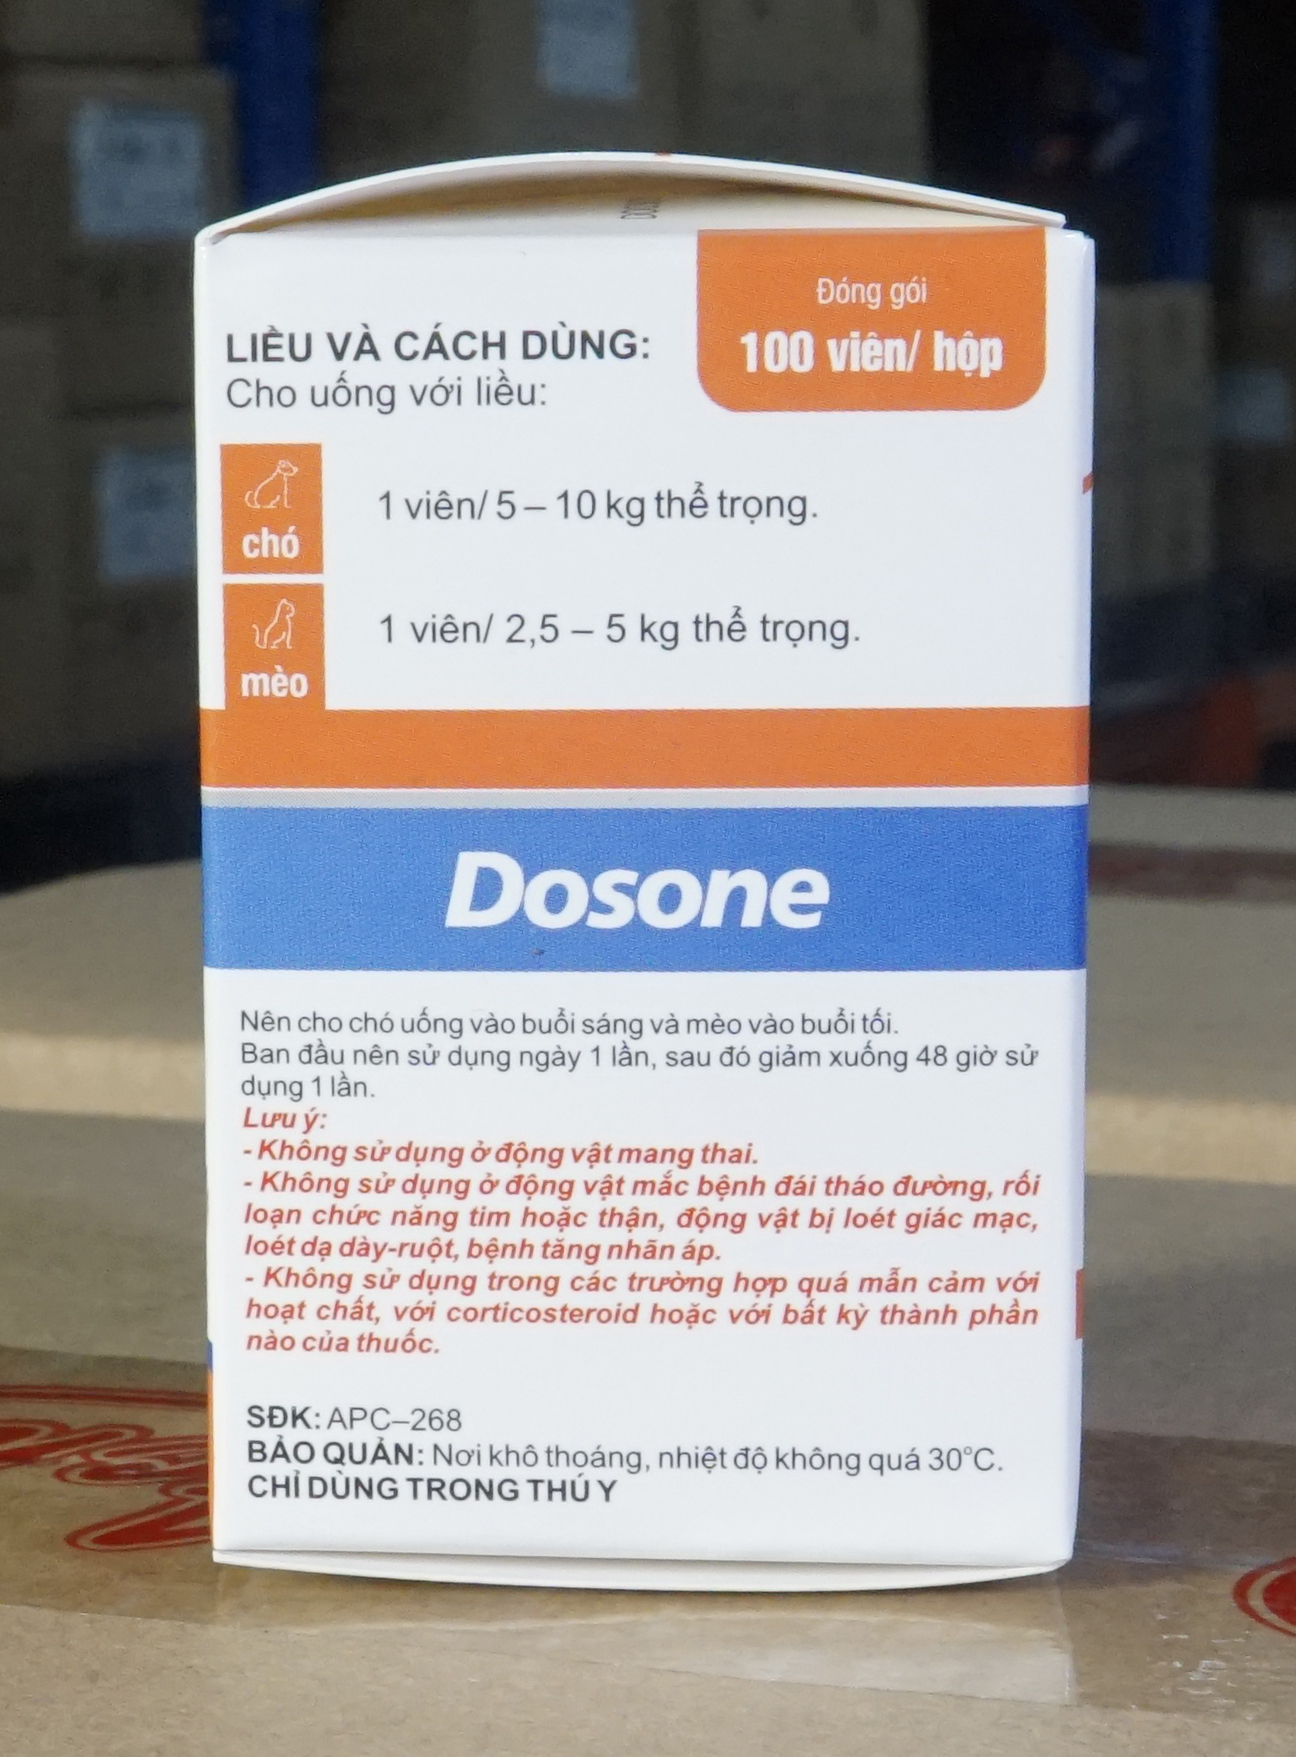 Đóng gói
100 viên/ hộp
LIỀU VÀ CÁCH DÙNG:
Cho uống với liều:
chó
1 viên/ 5 – 10 kg thể trọng.
mèo
1 viên/ 2,5 – 5 kg thể trọng.
Dosone
Nên cho chó uống vào buổi sáng và mèo vào buổi tối.
Ban đầu nên sử dụng ngày 1 lần, sau đó giảm xuống 48 giờ sử
dụng 1 lần.
Lưu ý:
- Không sử dụng ở động vật mang thai.
- Không sử dụng ở động vật mắc bệnh đái tháo đường, rối
loạn chức năng tim hoặc thận, động vật bị loét giác mạc,
loét dạ dày-ruột, bệnh tăng nhãn áp.
- Không sử dụng trong các trường hợp quá mẫn cảm với
hoạt chất, với corticosteroid hoặc với bất kỳ thành phần
nào của thuốc.
SĐK: APC–268
BẢO QUẢN: Nơi khô thoáng, nhiệt độ không quá 30°C.
CHỈ DÙNG TRONG THÚ Y